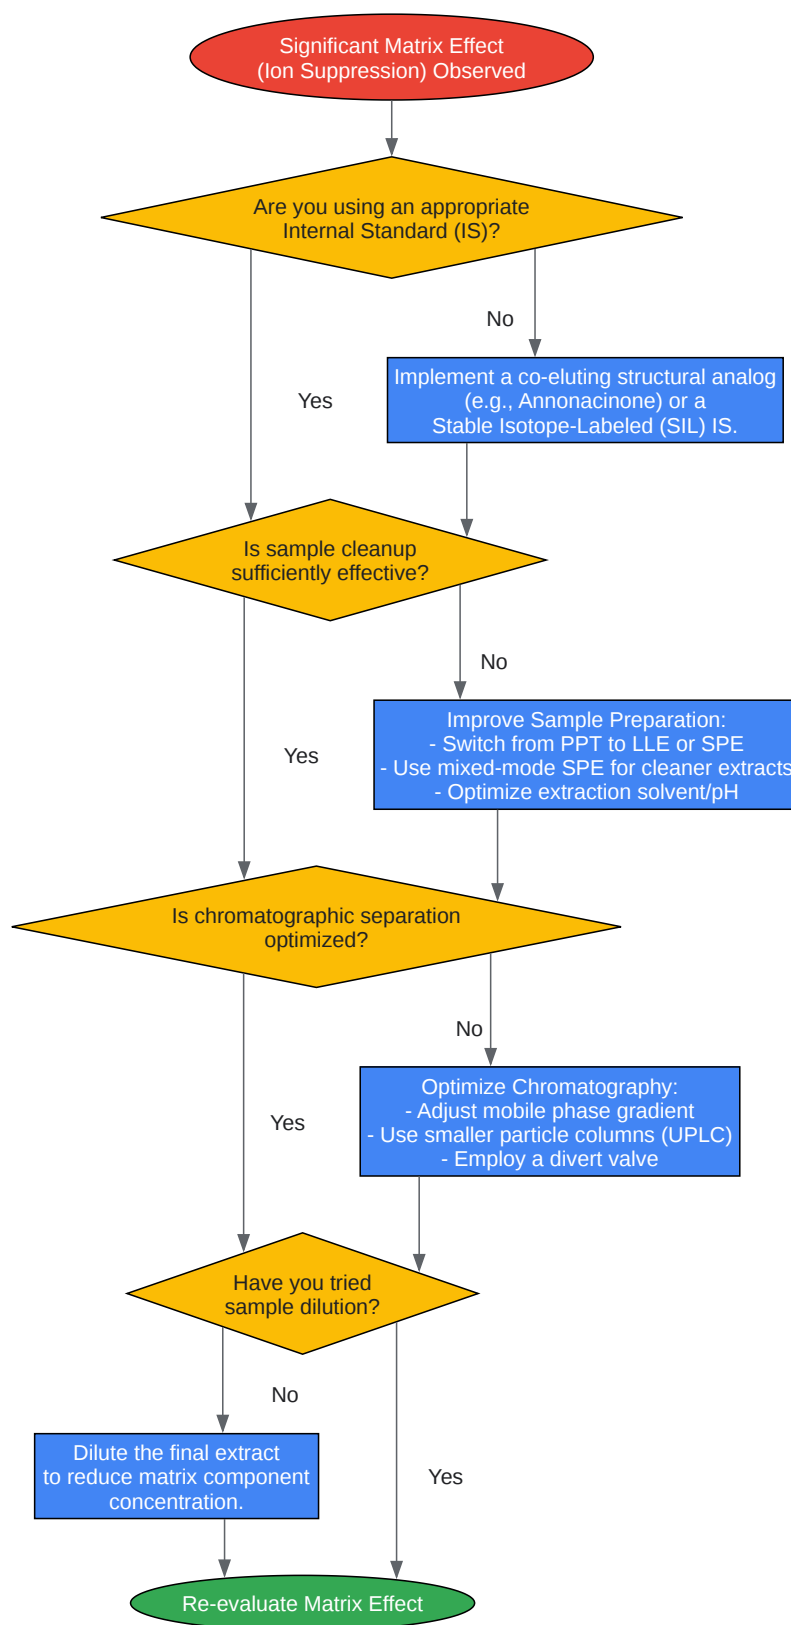 Significant Matrix Effect
(Ion Suppression) Observed
Are you using an appropriate
Internal Standard (IS)?
No
Implement a co-eluting structural analog
(e.g., Annonacinone) or a
Stable Isotope-Labeled (SIL) IS.
Yes
Is sample cleanup
sufficiently effective?
No
Improve Sample Preparation:
- Switch from PPT to LLE or SPE
- Use mixed-mode SPE for cleaner extracts
- Optimize extraction solvent/pH
Yes
Is chromatographic separation
optimized?
No
Optimize Chromatography:
- Adjust mobile phase gradient
- Use smaller particle columns (UPLC)
- Employ a divert valve
Yes
Have you tried
sample dilution?
No
Dilute the final extract
to reduce matrix component
concentration.
Yes
Re-evaluate Matrix Effect